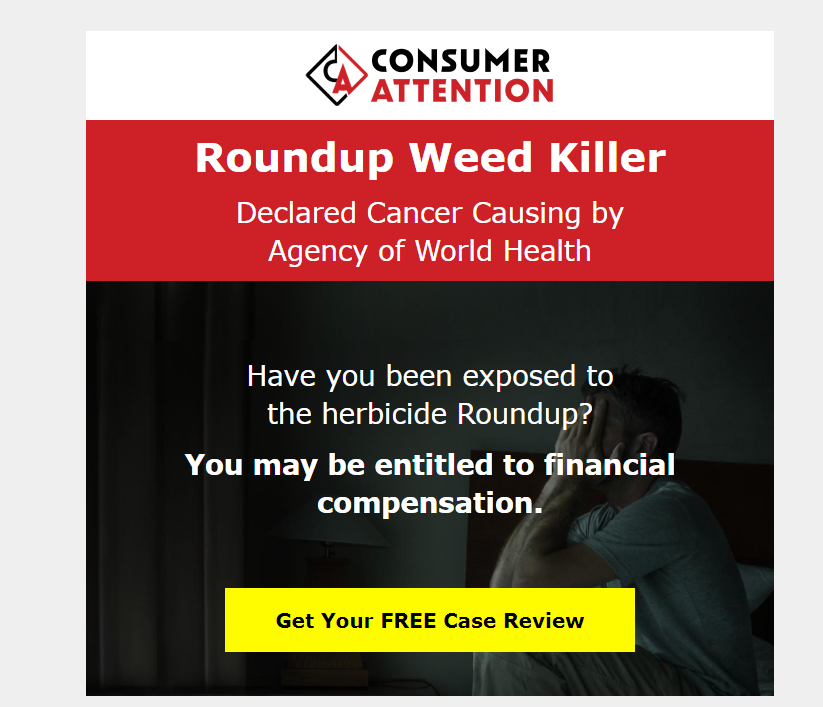 CA
CONSUMER
ATTENTION
Roundup Weed Killer
Declared Cancer Causing by
Agency of World Health
Have you been exposed to
the herbicide Roundup?
You may be entitled to financial
compensation.
Get Your FREE Case Review